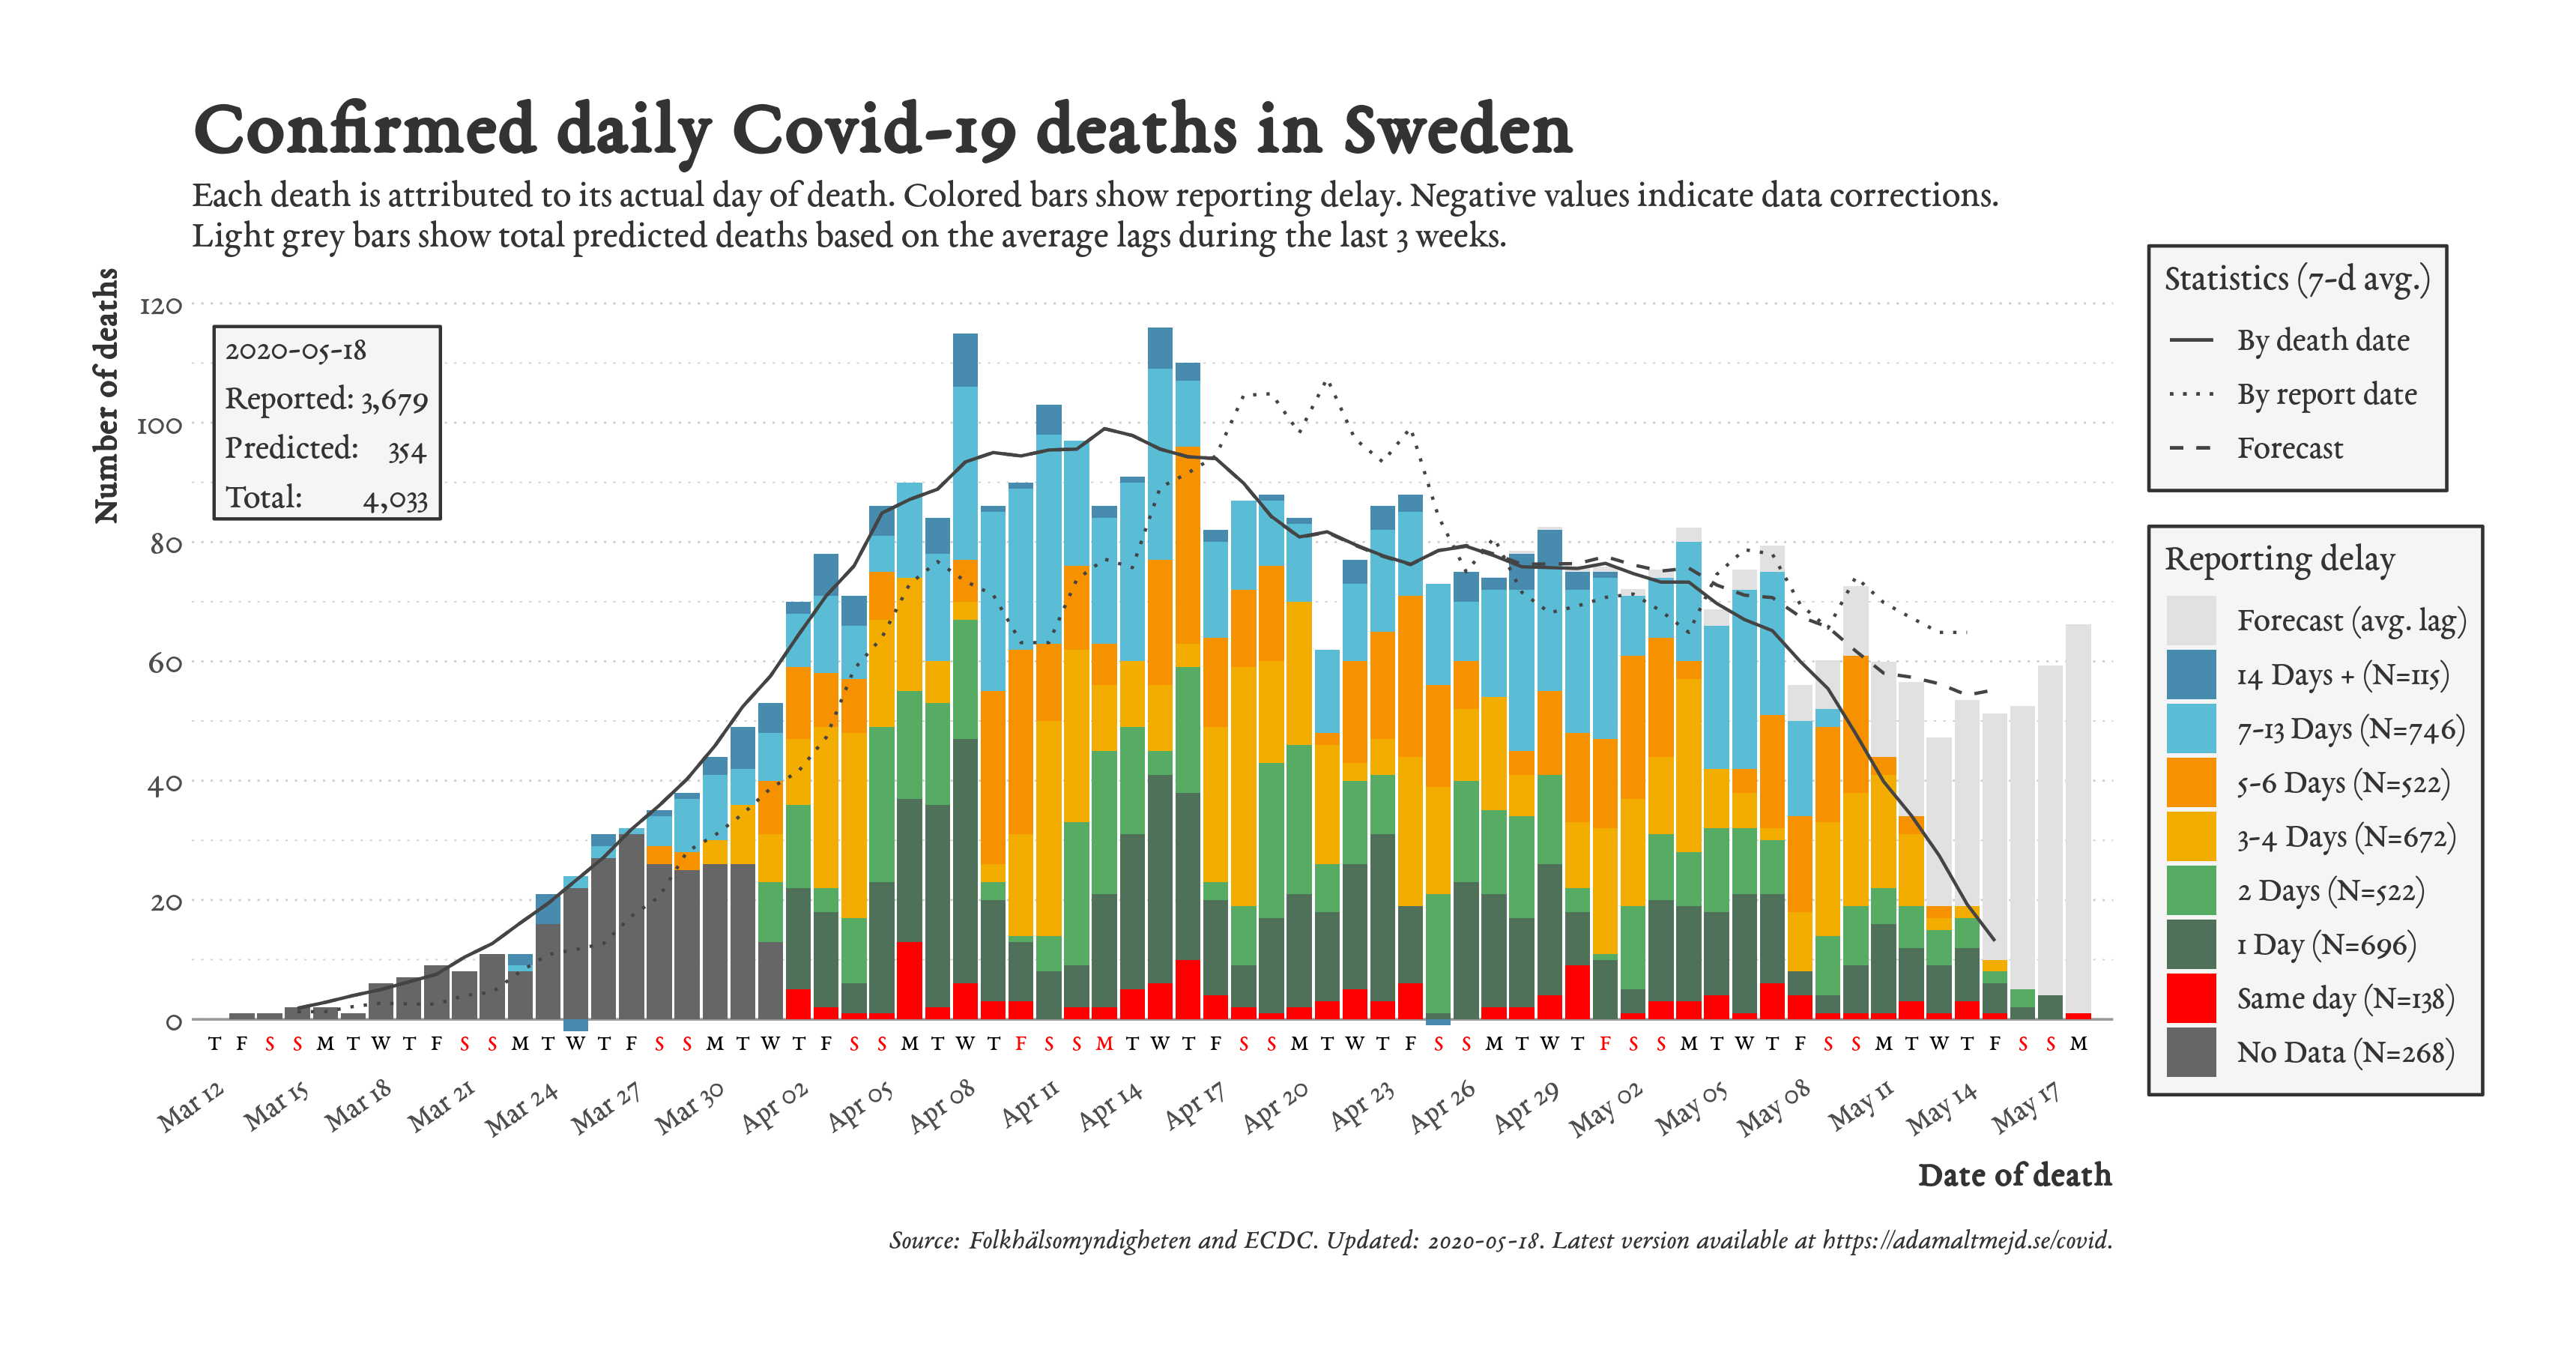 Confirmed daily Covid-19 deaths in Sweden
Each death is attributed to its actual day of death. Colored bars show reporting delay. Negative values indicate data corrections.
Light grey bars show total predicted deaths based on the average lags during the last 3 weeks.
Number of deaths
120
100
80
60
40
20
0
2020-05-18
Reported: 3,679
Predicted: 354
Total: 4,033
Statistics (7-d avg.)
By death date
By report date
Forecast
Reporting delay
Forecast (avg. lag)
14 Days + (N=115)
7-13 Days (N=746)
5-6 Days (N=522)
3-4 Days (N=672)
2 Days (N=522)
1 Day (N=696)
Same day (N=138)
No Data (N=268)
T F S S M T W T F S S M T W T F S S M T W T F S S M T W T F S S M T W T F S S M T W T F S S M T W T F S S M T W T F S S M T W T F S S M
Mar 12 Mar 15 Mar 18 Mar 21 Mar 24 Mar 27 Mar 30 Apr 02 Apr 05 Apr 08 Apr 11 Apr 14 Apr 17 Apr 20 Apr 23 Apr 26 Apr 29 May 02 May 05 May 08 May 11 May 14 May 17
Date of death
Source: Folkhälsomyndigheten and ECDC. Updated: 2020-05-18. Latest version available at https://adamaltmejd.se/covid.